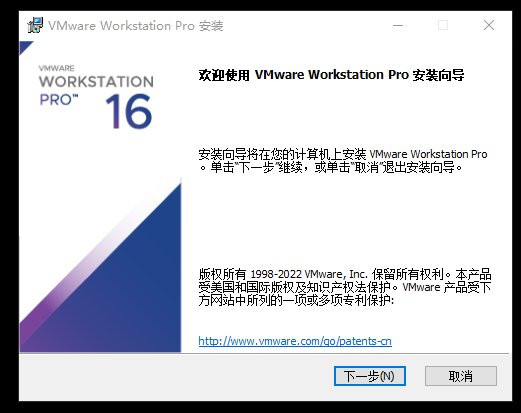 VMware Workstation Pro 安装
VMWARE
WORKSTATION
PRO™ 16
欢迎使用 VMware Workstation Pro 安装向导
安装向导将在您的计算机上安装 VMware Workstation Pro
。单击“下一步”继续，或单击“取消”退出安装向导。
版权所有 1998-2022 VMware, Inc. 保留所有权利。本产品
受美国和国际版权及知识产权法保护。VMware 产品受下
方网站中所列的一项或多项专利保护:
http://www.vmware.com/go/patents-cn
下一步(N)
取消